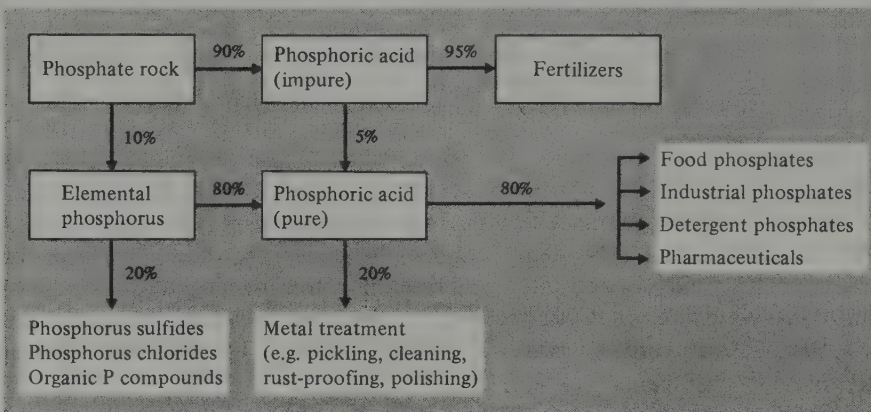 Phosphate rock
90%
Phosphoric acid
(impure)
95%
Fertilizers
10%
5%
Elemental
phosphorus
80%
Phosphoric acid
(pure)
80%
Food phosphates
Industrial phosphates
Detergent phosphates
Pharmaceuticals
20%
20%
Phosphorus sulfides
Phosphorus chlorides
Organic P compounds
Metal treatment
(e.g. pickling, cleaning,
rust-proofing, polishing)